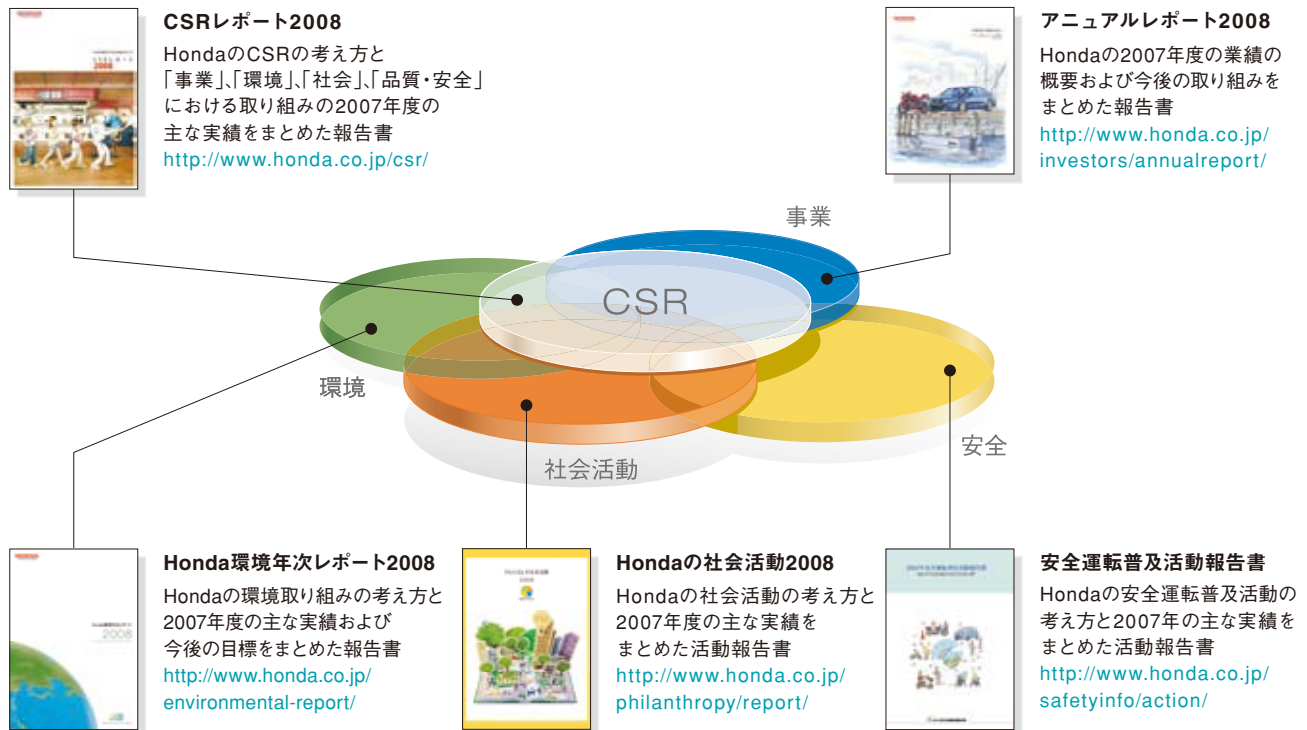 CSRレポート2008
HondaのCSRの考え方と
「事業」、「環境」、「社会」、「品質・安全」
における取り組みの2007年度の
主な実績をまとめた報告書
http://www.honda.co.jp/csr/
アニュアルレポート2008
Hondaの2007年度の業績の
概要および今後の取り組みを
まとめた報告書
http://www.honda.co.jp/
investors/annualreport/
事業
CSR
環境
社会活動
安全
Honda環境年次レポート2008
Hondaの環境取り組みの考え方と
2007年度の主な実績および
今後の目標をまとめた報告書
http://www.honda.co.jp/
environmental-report/
2008
Hondaの社会活動2008
Hondaの社会活動の考え方と
2007年度の主な実績を
まとめた活動報告書
http://www.honda.co.jp/
philanthropy/report/
Honda の社会活動
2008
安全運転普及活動報告書
Hondaの安全運転普及活動の
考え方と2007年の主な実績を
まとめた活動報告書
http://www.honda.co.jp/
safetyinfo/action/